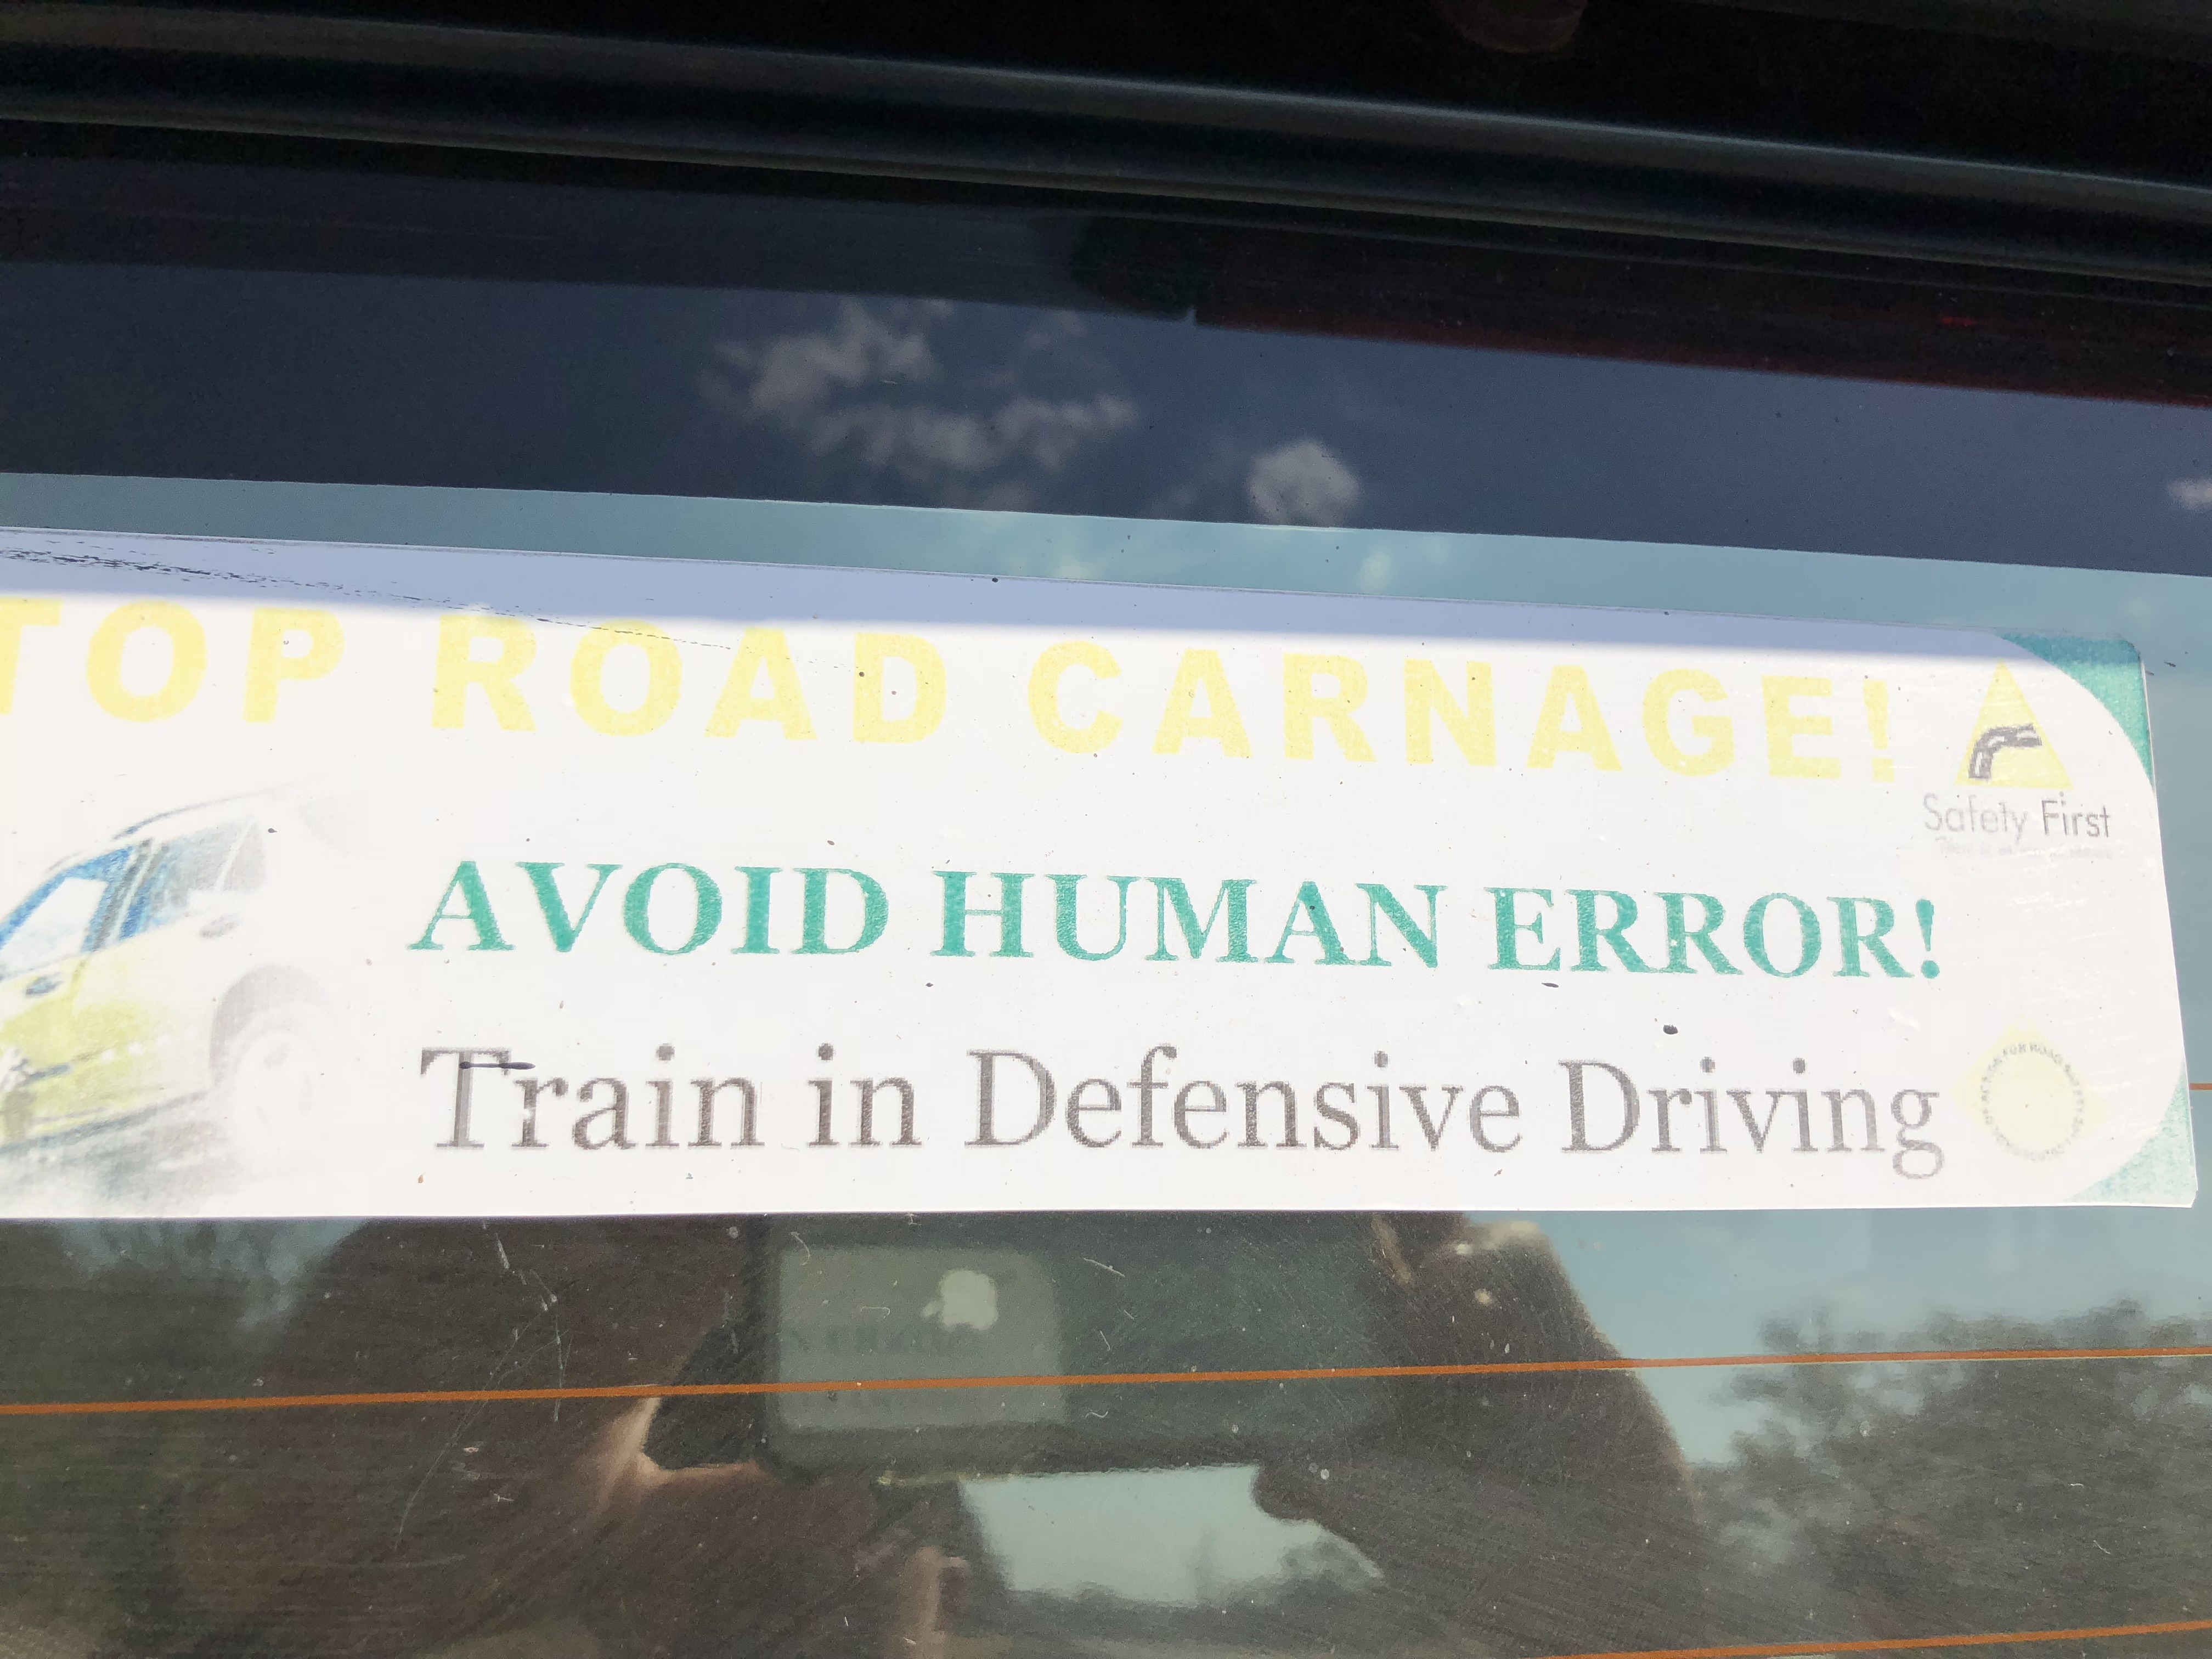 TOP ROAD CARNAGE!
Safety First
AVOID HUMAN ERROR!
Train in Defensive Driving